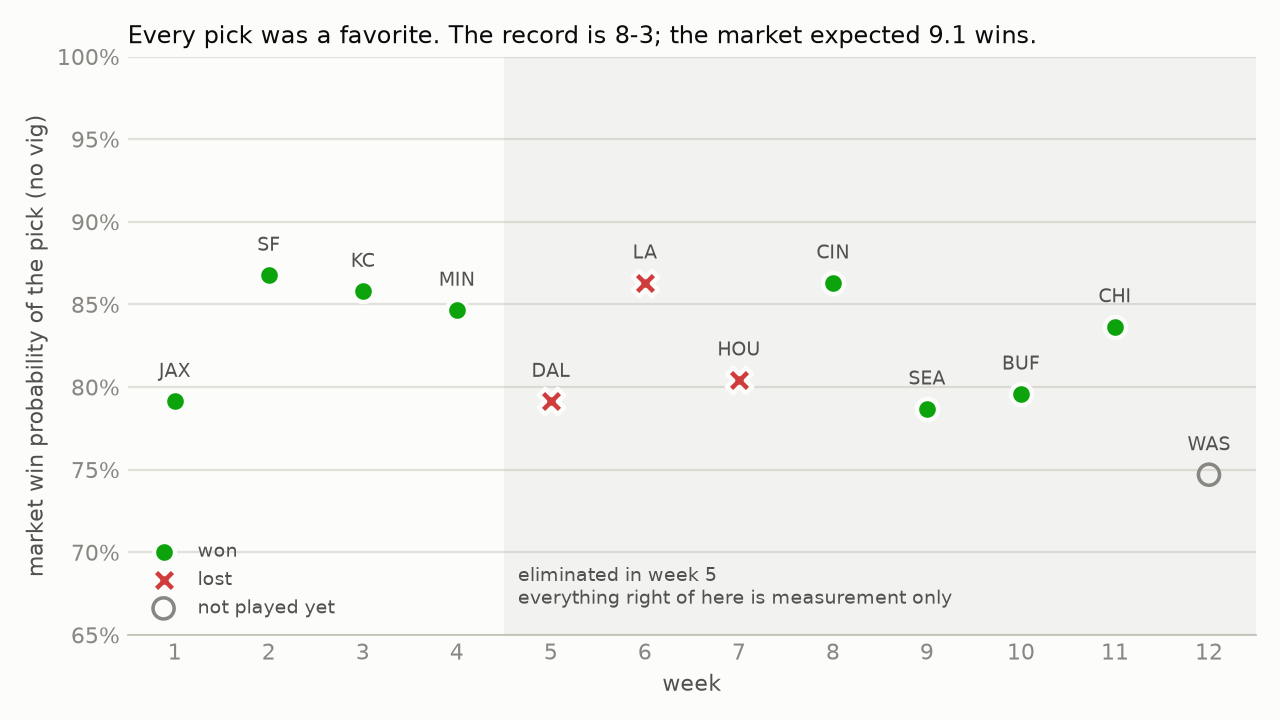 Every pick was a favorite. The record is 8-3; the market expected 9.1 wins.
market win probability of the pick (no vig)
100%
95%
90%
85%
80%
75%
70%
65%
JAX
SF
KC
MIN
DAL
LA
HOU
CIN
SEA
BUF
CHI
WAS
won
lost
not played yet
eliminated in week 5
everything right of here is measurement only
1 2 3 4 5 6 7 8 9 10 11 12
week